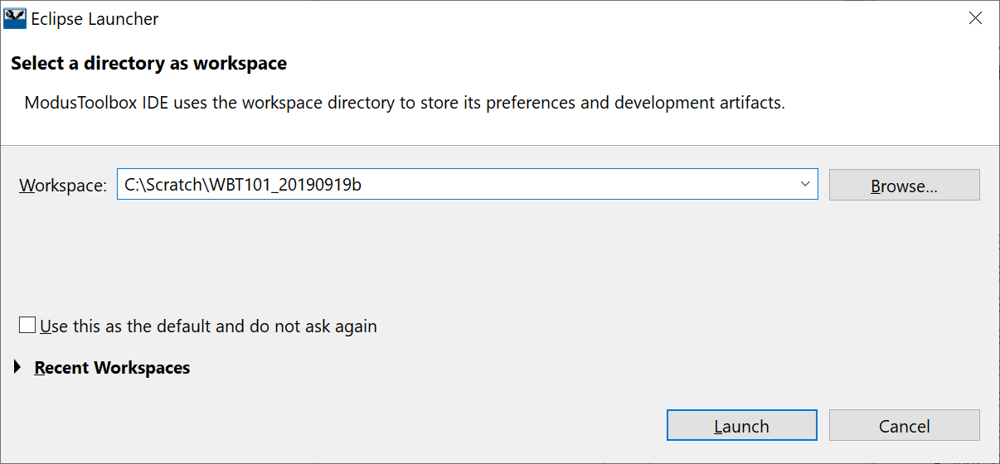 Eclipse Launcher
Select a directory as workspace
ModusToolbox IDE uses the workspace directory to store its preferences and development artifacts.
Workspace: C:\Scratch\WBT101_20190919b Browse...
Use this as the default and do not ask again
Recent Workspaces
Launch Cancel